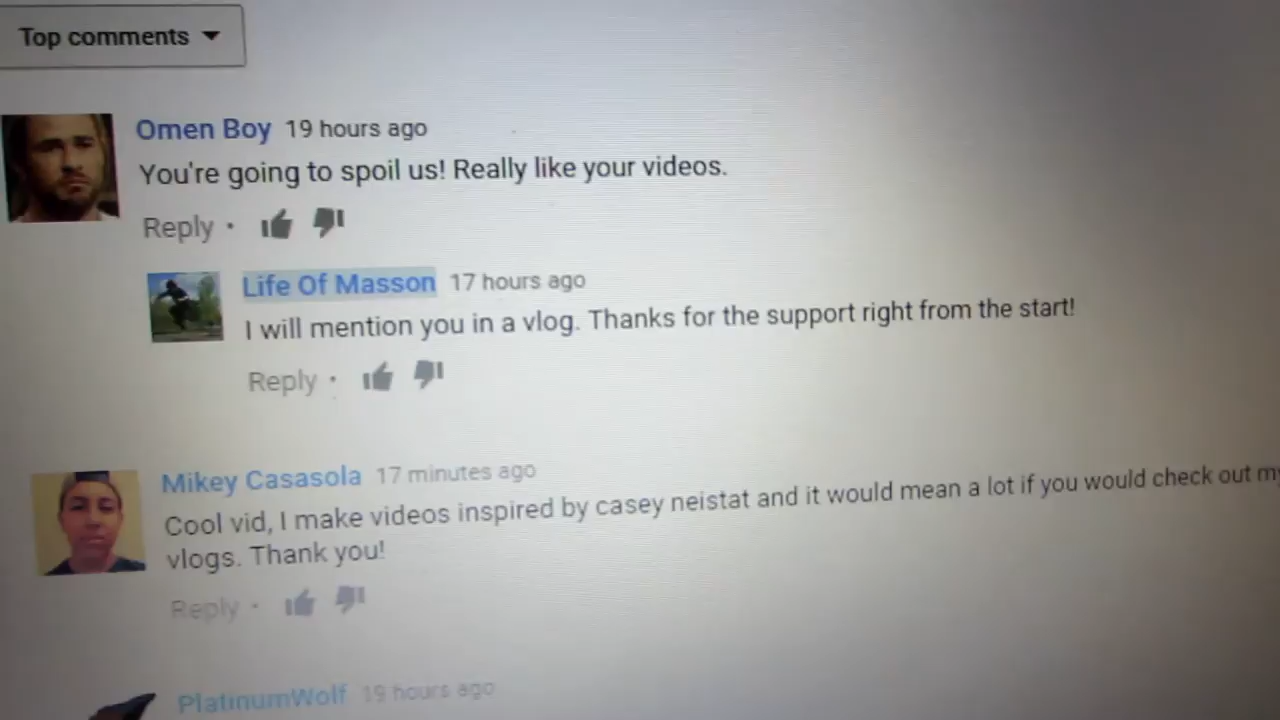 Top comments
Omen Boy 19 hours ago
You're going to spoil us! Really like your videos.
Reply •
Life Of Masson 17 hours ago
I will mention you in a vlog. Thanks for the support right from the start!
Reply •
Mikey Casasola 17 minutes ago
Cool vid, I make videos inspired by casey neistat and it would mean a lot if you would check out
vlogs. Thank you!
Reply •
PlatinumWolf 19 hours ago